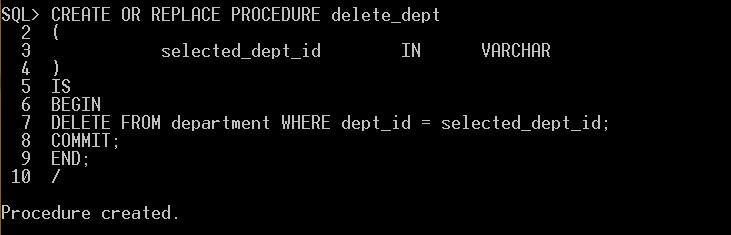 SQL> CREATE OR REPLACE PROCEDURE delete_dept
2 (
3 selected_dept_id IN VARCHAR
4 )
5 IS
6 BEGIN
7 DELETE FROM department WHERE dept_id = selected_dept_id;
8 COMMIT;
9 END;
10 /
Procedure created.